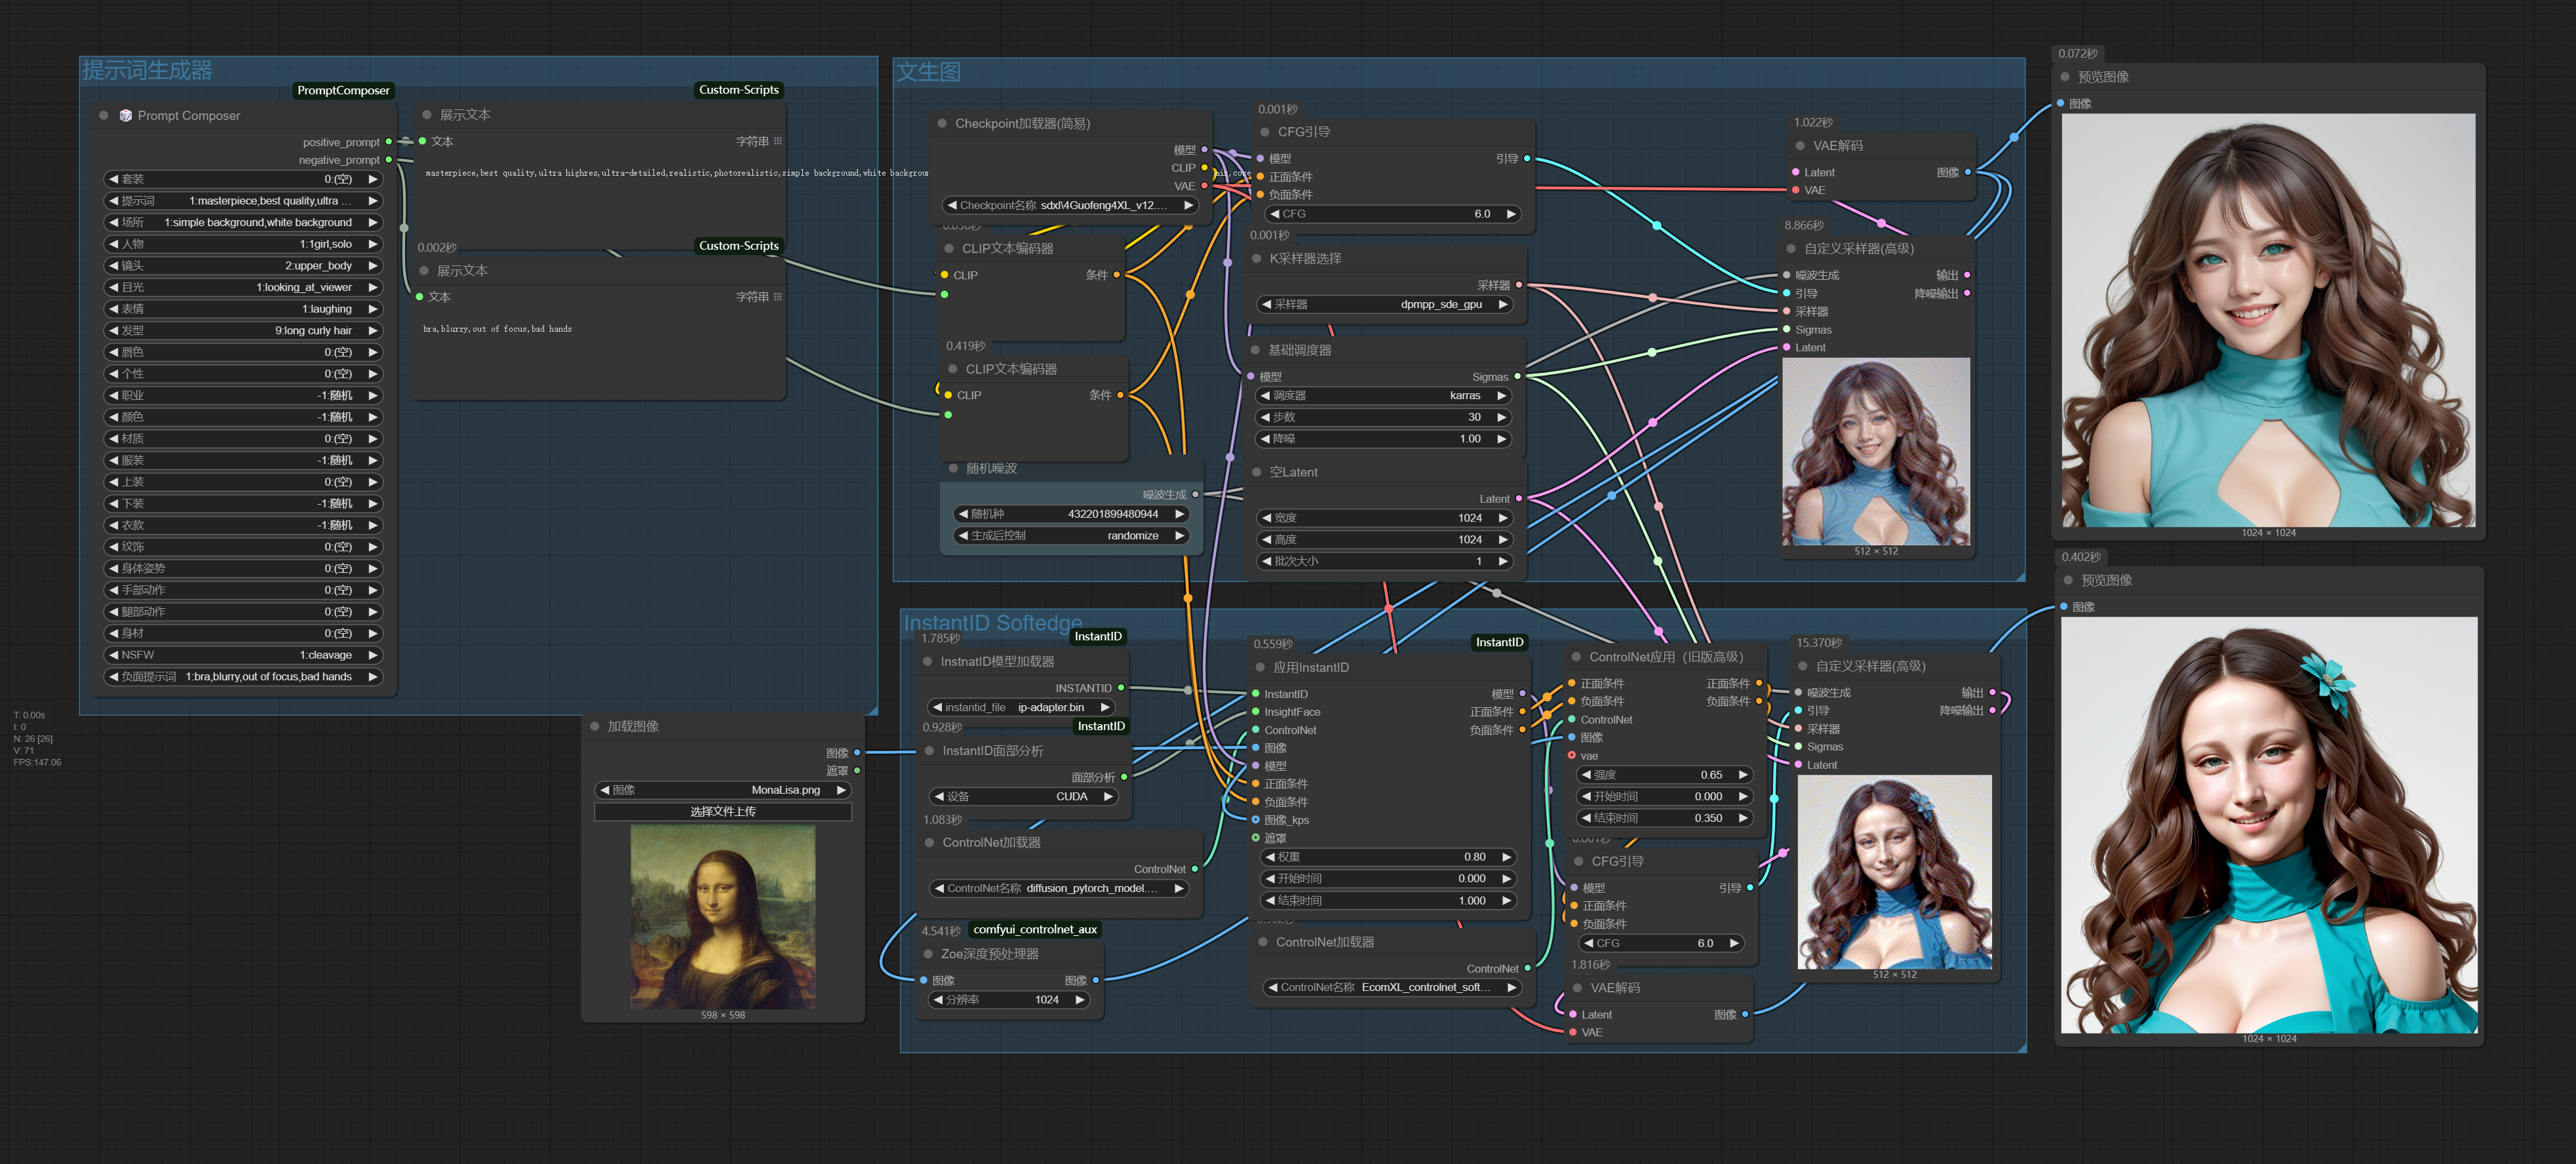 提示词生成器
PromptComposer
Prompt Composer
positive_prompt
negative_prompt
套装 0:(空)
提示词 1:masterpiece,best quality,ultra ...
场所 1:simple background,white background
人物 1:1girl,solo
镜头 2:upper_body
目光 1:looking_at_viewer
表情 1:laughing
发型 9:long curly hair
唇色 0:(空)
个性 0:(空)
职业 -1:随机
颜色 -1:随机
材质 0:(空)
服装 -1:随机
上装 0:(空)
下装 -1:随机
衣款 -1:随机
纹饰 0:(空)
身体姿势 0:(空)
手部动作 0:(空)
腿部动作 0:(空)
身材 0:(空)
NSFW 1:cleavage
负面提示词 1:bra,blurry,out of focus,bad hands
Custom-Scripts
展示文本
文本 字符串
masterpiece,best quality,ultra highres,ultra-detailed,realistic,photorealistic,simple background,white backgroun
0.002秒
Custom-Scripts
展示文本
文本 字符串
bra,blurry,out of focus,bad hands
T: 0.00s
I: 0
N: 26 [26]
V: 71
FPS:147.06
加载图像
图像
遮罩
图像 MonaLisa.png
选择文件上传
598 × 598
文生图
Checkpoint加载器(简易)
模型
CLIP
VAE
Checkpoint名称 sdxl\4Guofeng4XL_v12....
CLIP文本编码器
CLIP 条件
0.419秒
CLIP文本编码器
CLIP 条件
随机噪波
噪波生成
随机种 432201899480944
生成后控制 randomize
0.001秒
CFG引导
模型 引导
正面条件
负面条件
CFG 6.0
0.001秒
K采样器选择
采样器
采样器 dpmpp_sde_gpu
基础调度器
模型 Sigmas
调度器 karras
步数 30
降噪 1.00
空Latent
Latent
宽度 1024
高度 1024
批次大小 1
1.022秒
VAE解码
Latent 图像
VAE
8.866秒
自定义采样器(高级)
噪波生成 输出
引导 降噪输出
采样器
Sigmas
Latent
512 × 512
0.072秒
预览图像
图像
1024 × 1024
InstantID Softedge
1.785秒
InstantID
InstnatID模型加载器
INSTANTID
instantid_file ip-adapter.bin
0.928秒
InstantID
InstantID面部分析
面部分析
设备 CUDA
1.083秒
ControlNet加载器
ControlNet
ControlNet名称 diffusion_pytorch_model....
4.541秒
comfyui_controlnet_aux
Zoe深度预处理器
图像 图像
分辨率 1024
0.559秒
InstantID
应用InstantID
InstantID 模型
InsightFace 正面条件
ControlNet 负面条件
图像
模型
正面条件
负面条件
图像_kps
遮罩
权重 0.80
开始时间 0.000
结束时间 1.000
ControlNet加载器
ControlNet
ControlNet名称 EcomXL_controlnet_soft...
ControlNet应用（旧版高级）
正面条件 正面条件
负面条件 负面条件
ControlNet
图像
vae
强度 0.65
开始时间 0.000
结束时间 0.350
CFG引导
模型 引导
正面条件
负面条件
CFG 6.0
1.816秒
VAE解码
Latent 图像
VAE
15.370秒
自定义采样器(高级)
噪波生成 输出
引导 降噪输出
采样器
Sigmas
Latent
512 × 512
0.402秒
预览图像
图像
1024 × 1024